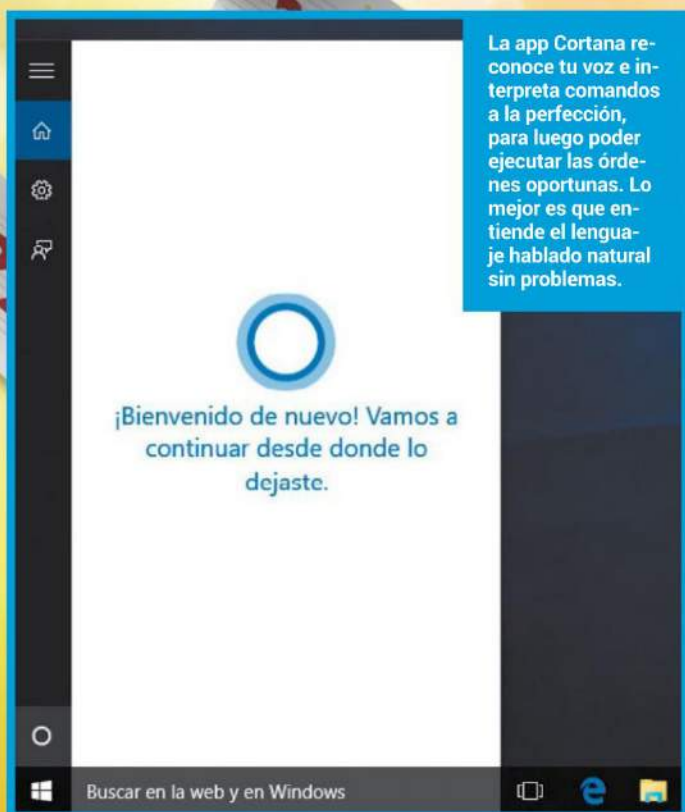 La app Cortana re-
conoce tu voz e in-
terpreta comandos
a la perfección,
para luego poder
ejecutar las órde-
nes oportunas. Lo
mejor es que en-
tiende el lengua-
je hablado natural
sin problemas.
¡Bienvenido de nuevo! Vamos a
continuar desde donde lo
dejaste.
Buscar en la web y en Windows